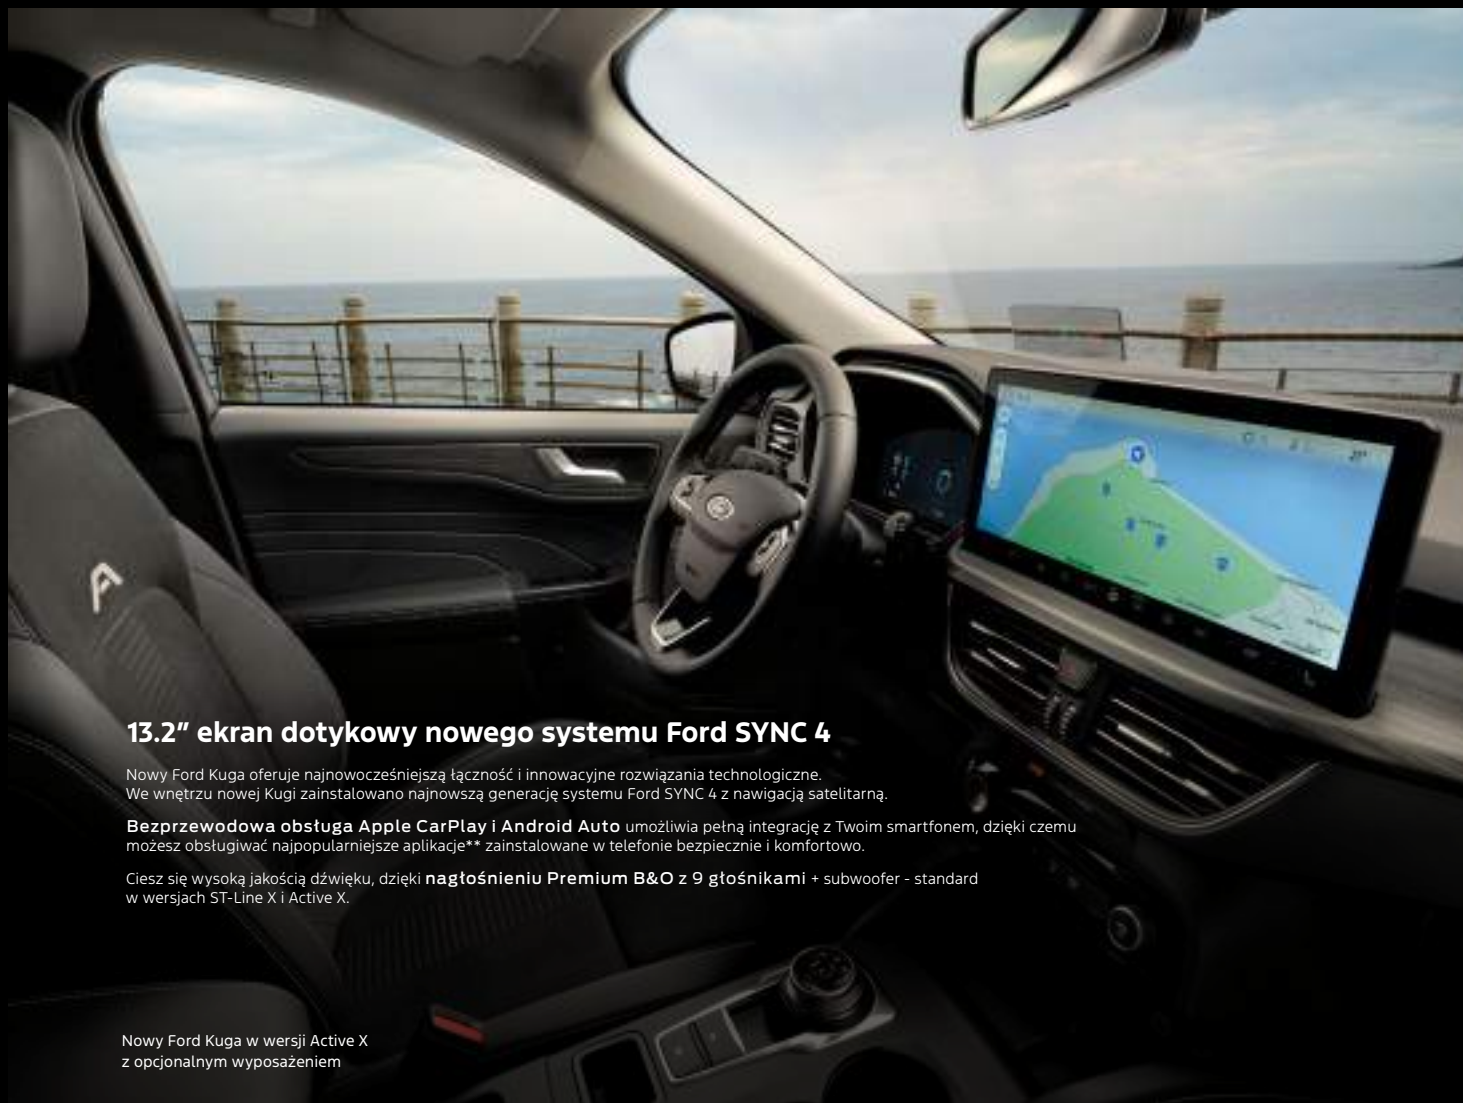 13.2” ekran dotykowy nowego systemu Ford SYNC 4
Nowy Ford Kuga oferuje najnowocześniejszą łączność i innowacyjne rozwiązania technologiczne.
We wnętrzu nowej Kugi zainstalowano najnowszą generację systemu Ford SYNC 4 z nawigacją satelitarną.
Bezprzewodowa obsługa Apple CarPlay i Android Auto umożliwia pełną integrację z Twoim smartfonem, dzięki czemu
możesz obsługiwać najpopularniejsze aplikacje** zainstalowane w telefonie bezpiecznie i komfortowo.
Ciesz się wysoką jakością dźwięku, dzięki nagłośnieniu Premium B&O z 9 głośnikami + subwoofer - standard
w wersjach ST-Line X i Active X.
Nowy Ford Kuga w wersji Active X
z opcjonalnym wyposażeniem